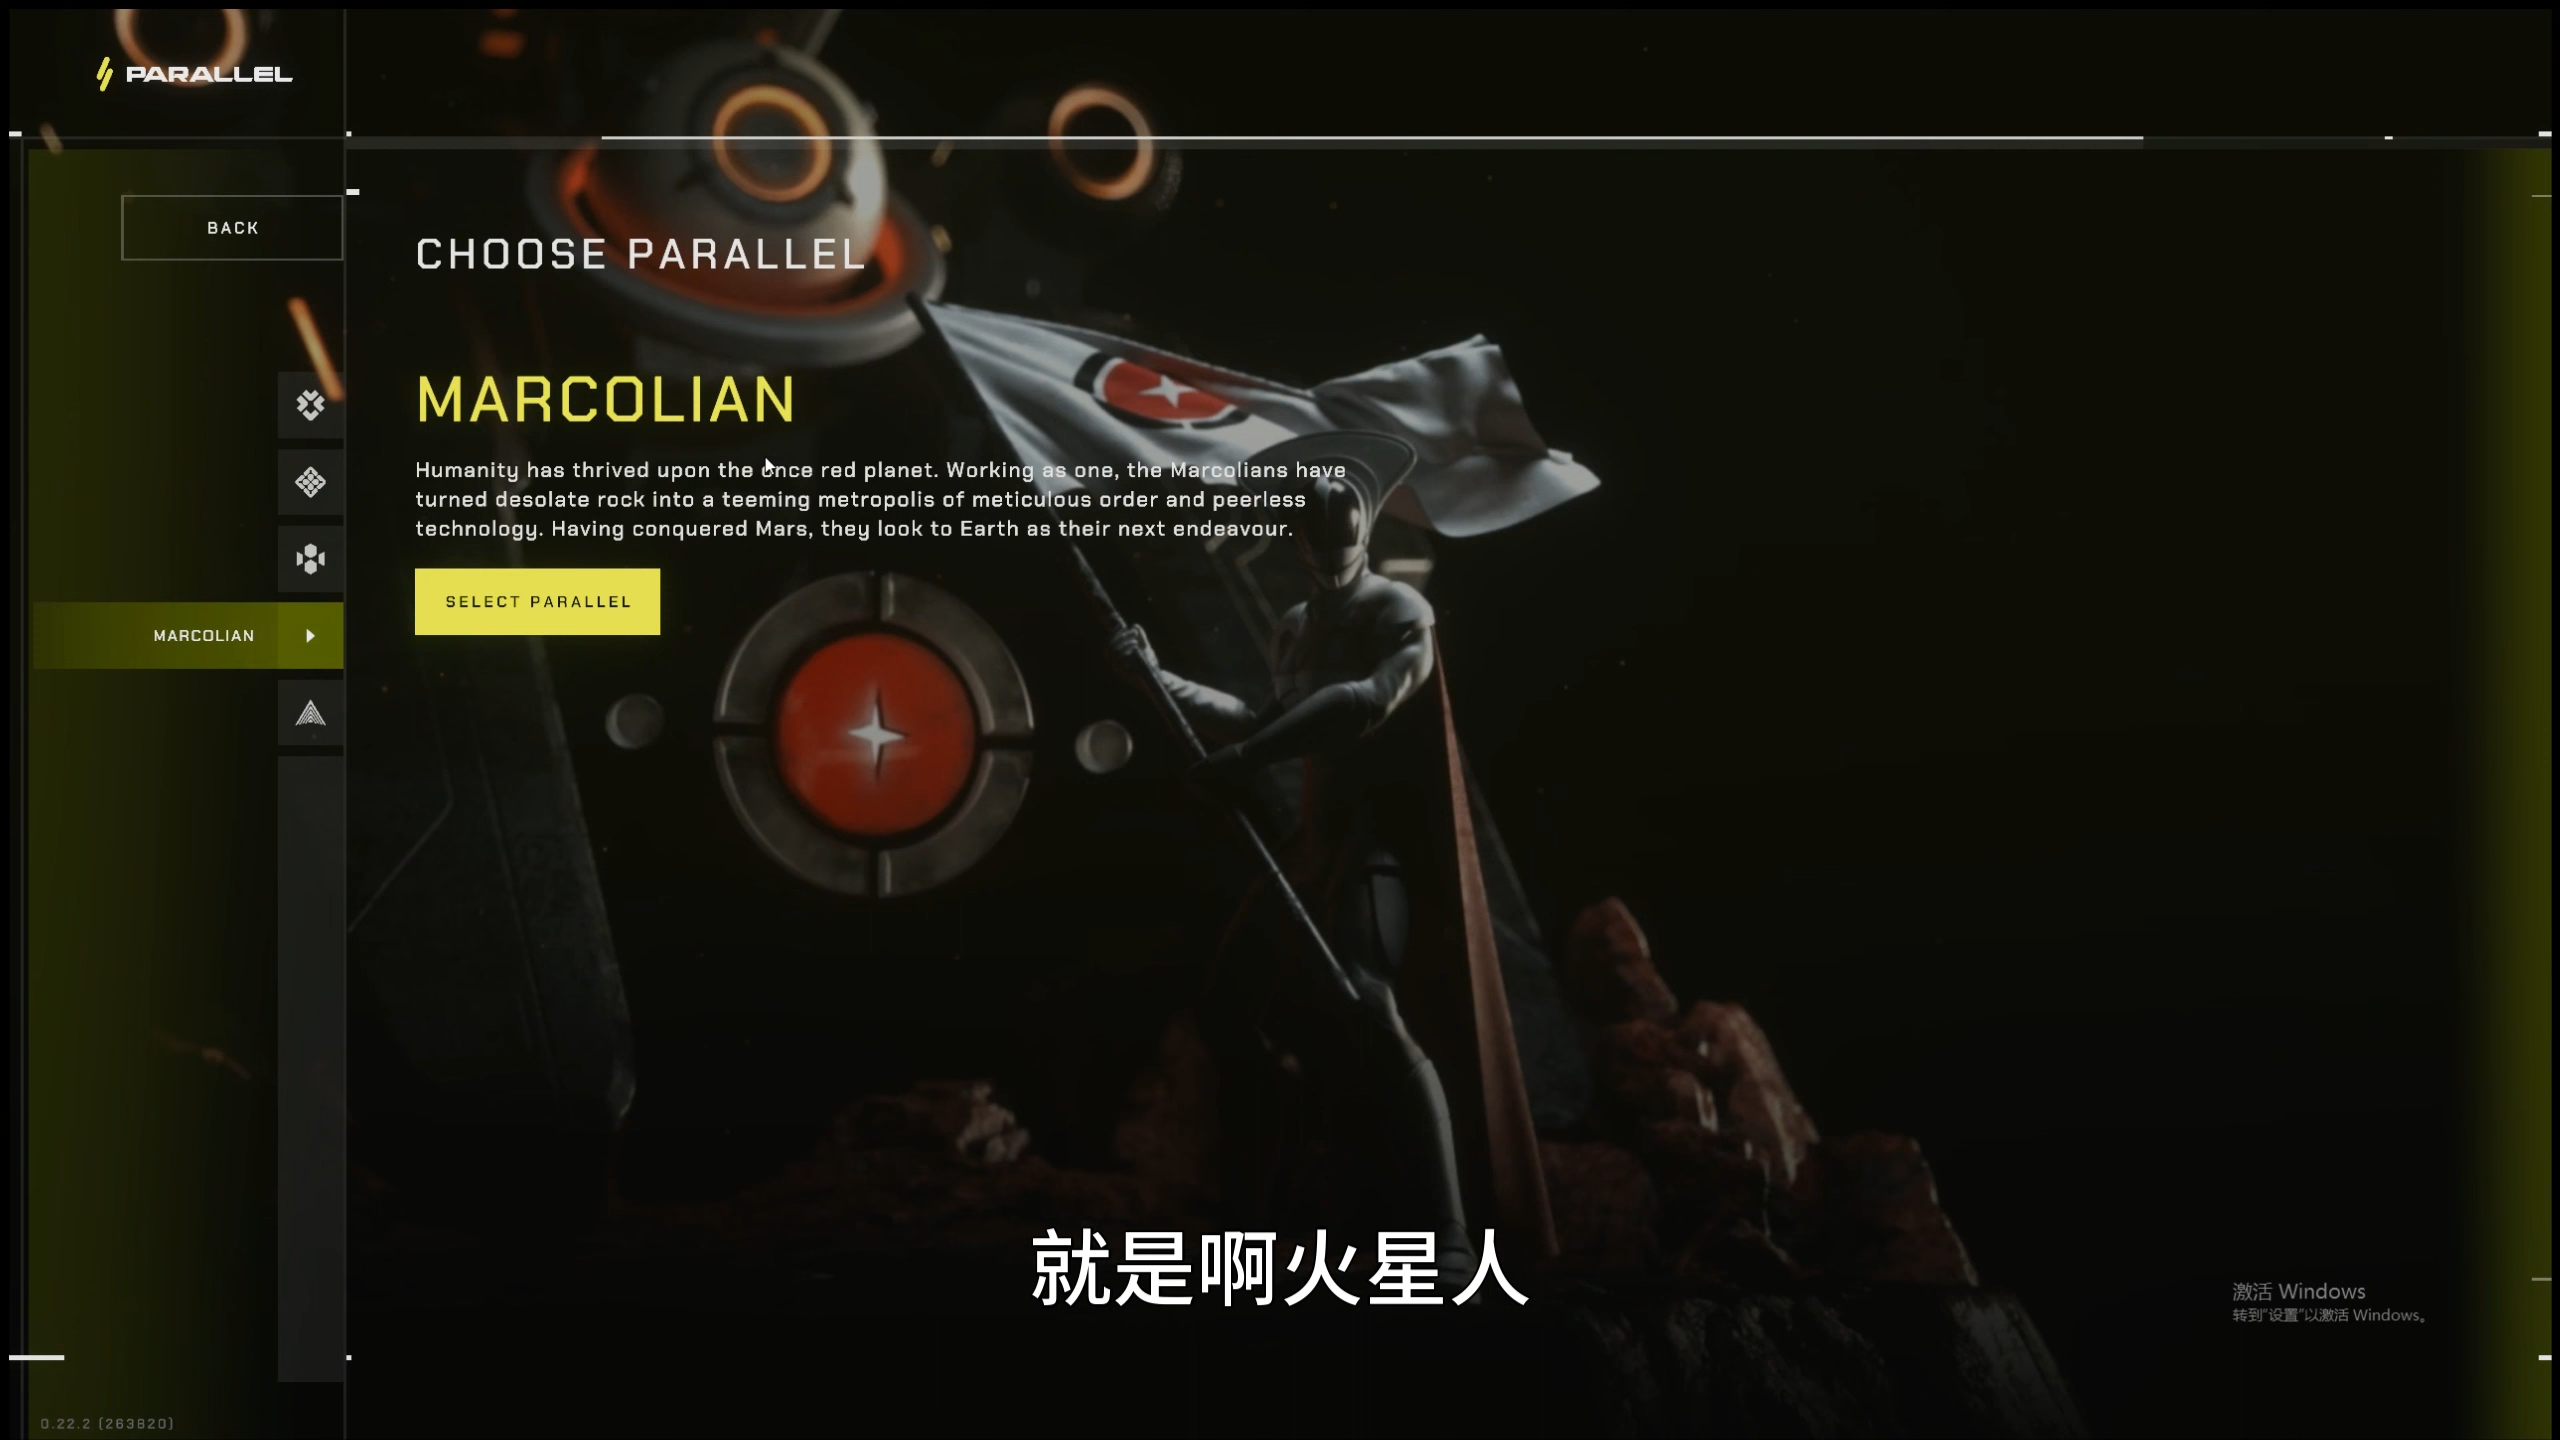 PARALLEL
BACK
CHOOSE PARALLEL
MARCOLIAN
Humanity has thrived upon the once red planet. Working as one, the Marcolians have
turned desolate rock into a teeming metropolis of meticulous order and peerless
technology. Having conquered Mars, they look to Earth as their next endeavour.
SELECT PARALLEL
MARCOLIAN
就是啊火星人
激活 Windows
转到“设置”以激活 Windows。
0.22.2 (263820)